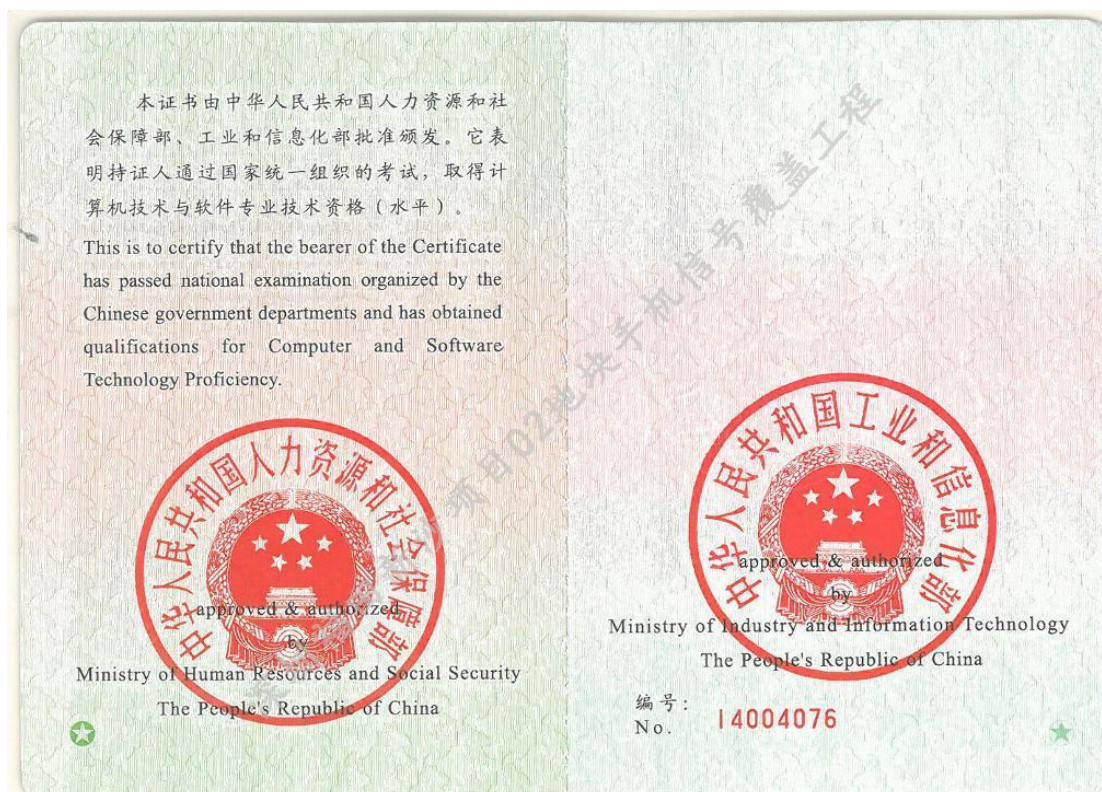 本证书由中华人民共和国人力资源和社
会保障部、工业和信息化部批准颁发。它表
明持证人通过国家统一组织的考试，取得计
算机技术与软件专业技术资格（水平）。
This is to certify that the bearer of the Certificate
has passed national examination organized by the
Chinese government departments and has obtained
qualifications for Computer and Software
Technology Proficiency.
中华人民共和国人力资源和社会保障部
approved & authorized
by
Ministry of Human Resources and Social Security
The People's Republic of China
中华人民共和国工业和信息化部
approved & authorized
by
Ministry of Industry and Information Technology
The People's Republic of China
编号：
No. 14004076
项目02地块手机信号覆盖工程